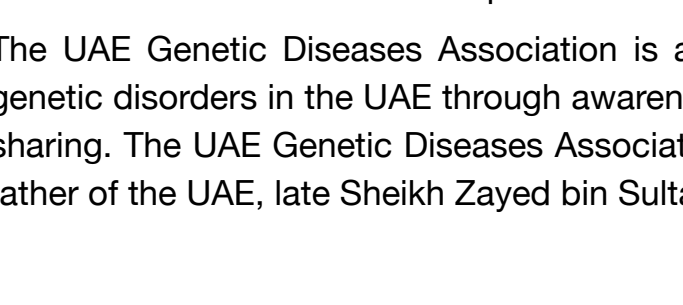 The UAE Genetic Diseases Association is a
genetic disorders in the UAE through awaren
sharing. The UAE Genetic Diseases Associat
ather of the UAE, late Sheikh Zayed bin Sulta